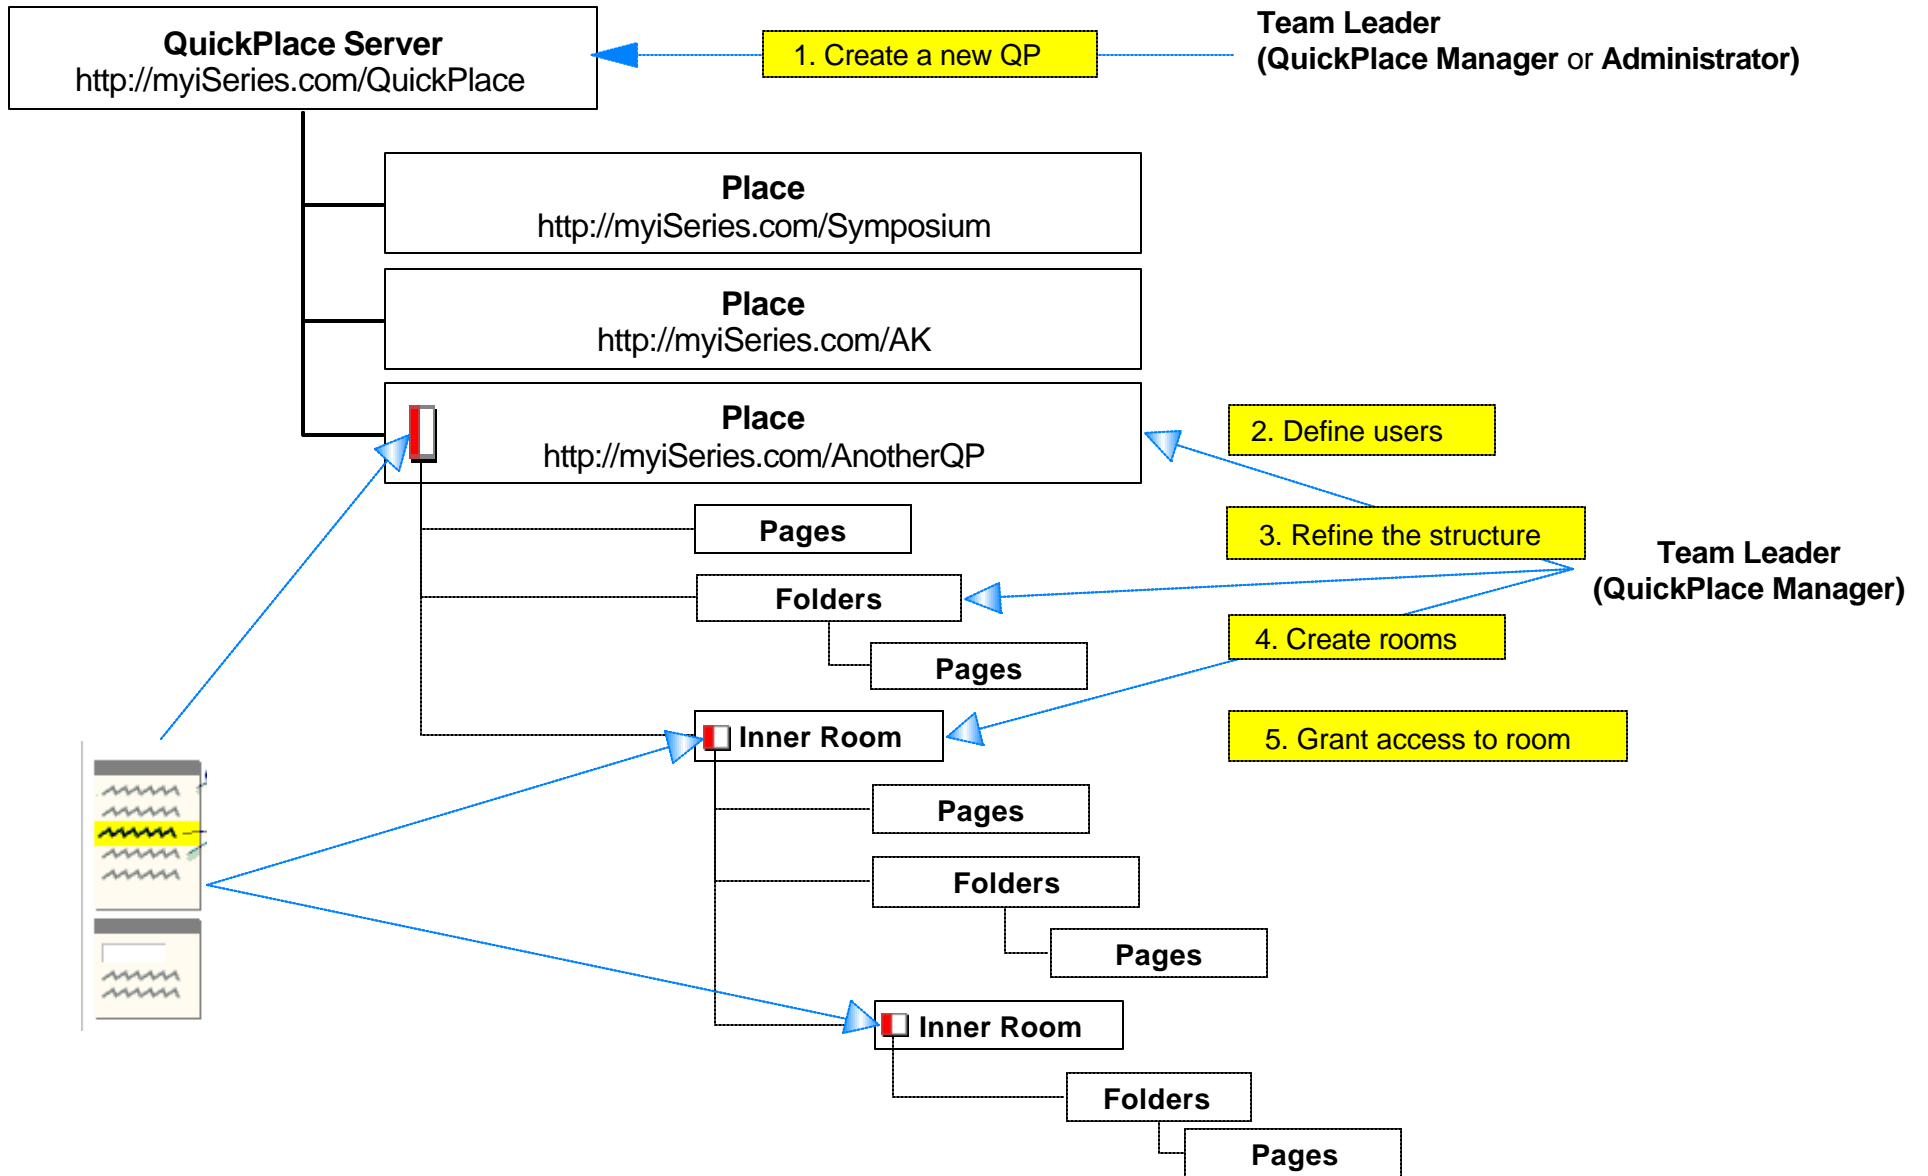 QuickPlace Server
http://myiSeries.com/QuickPlace
1. Create a new QP
Team Leader
(QuickPlace Manager or Administrator)
Place
http://myiSeries.com/Symposium
Place
http://myiSeries.com/AK
Place
http://myiSeries.com/AnotherQP
2. Define users
Pages
3. Refine the structure
Team Leader
(QuickPlace Manager)
Folders
4. Create rooms
Pages
Inner Room
5. Grant access to room
Pages
Folders
Pages
Inner Room
Folders
Pages